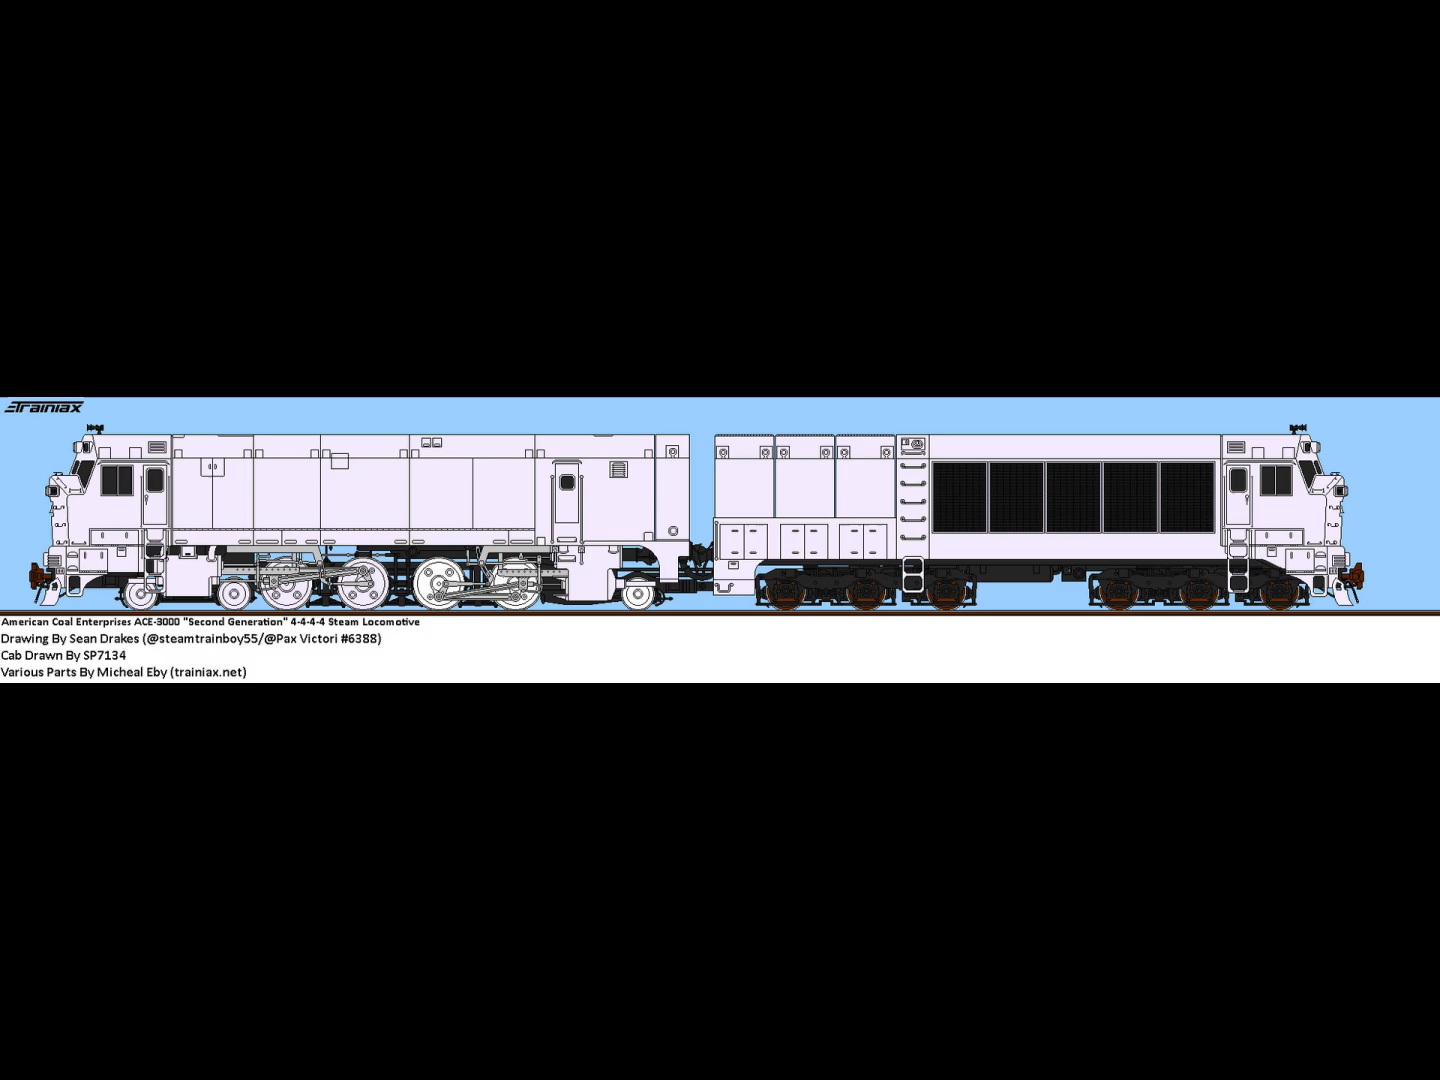 Trainiax
American Coal Enterprises ACE-3000 "Second Generation" 4-4-4-4 Steam Locomotive
Drawing By Sean Drakes (@steamtrainboy55/@Pax Victori #6388)
Cab Drawn By SP7134
Various Parts By Micheal Eby (trainiax.net)